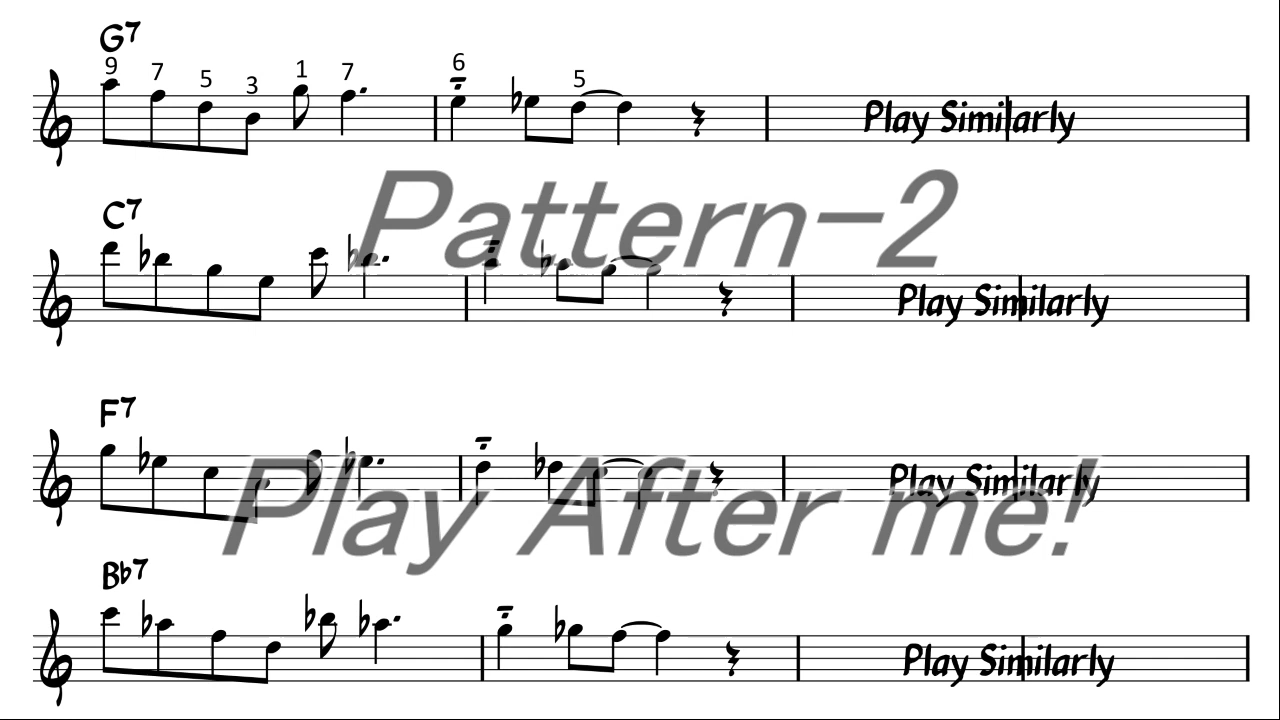 G7
9 7 5 3 1 7 6 5
Play Similarly
Pattern-2
C7
Play Similarly
F7
Play Similarly
Play After me!
Bb7
Play Similarly